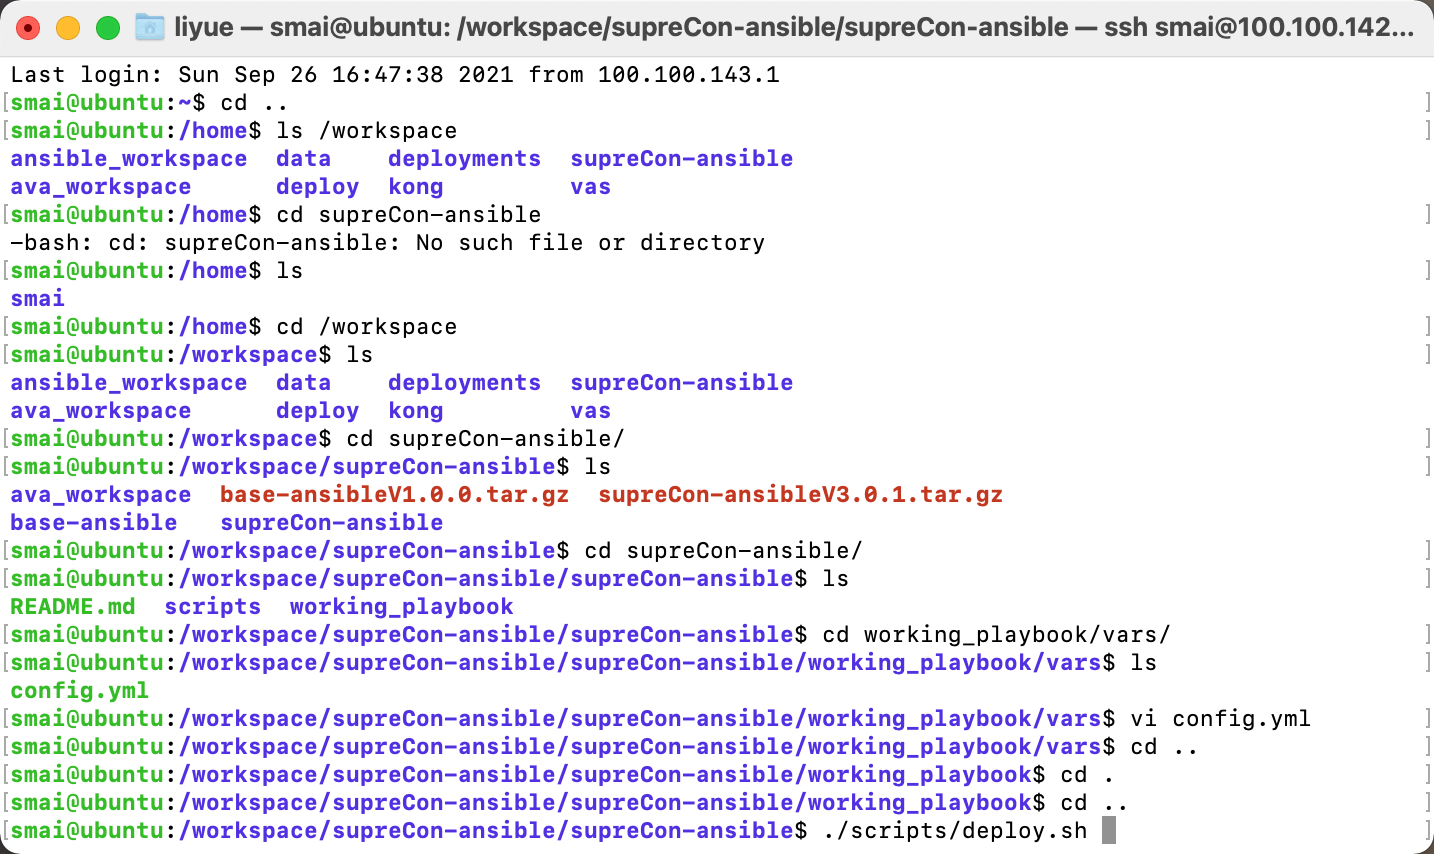 liyue — smai@ubuntu: /workspace/supreCon-ansible/supreCon-ansible — ssh smai@100.100.142...
Last login: Sun Sep 26 16:47:38 2021 from 100.100.143.1
[smai@ubuntu:~$ cd .. ]
[smai@ubuntu:/home$ ls /workspace ]
ansible_workspace data deployments supreCon-ansible
ava_workspace deploy kong vas
[smai@ubuntu:/home$ cd supreCon-ansible ]
-bash: cd: supreCon-ansible: No such file or directory
[smai@ubuntu:/home$ ls ]
smai
[smai@ubuntu:/home$ cd /workspace ]
[smai@ubuntu:/workspace$ ls ]
ansible_workspace data deployments supreCon-ansible
ava_workspace deploy kong vas
[smai@ubuntu:/workspace$ cd supreCon-ansible/ ]
[smai@ubuntu:/workspace/supreCon-ansible$ ls ]
ava_workspace base-ansibleV1.0.0.tar.gz supreCon-ansibleV3.0.1.tar.gz
base-ansible supreCon-ansible
[smai@ubuntu:/workspace/supreCon-ansible$ cd supreCon-ansible/ ]
[smai@ubuntu:/workspace/supreCon-ansible/supreCon-ansible$ ls ]
README.md scripts working_playbook
[smai@ubuntu:/workspace/supreCon-ansible/supreCon-ansible$ cd working_playbook/vars/ ]
[smai@ubuntu:/workspace/supreCon-ansible/supreCon-ansible/working_playbook/vars$ ls ]
config.yml
[smai@ubuntu:/workspace/supreCon-ansible/supreCon-ansible/working_playbook/vars$ vi config.yml ]
[smai@ubuntu:/workspace/supreCon-ansible/supreCon-ansible/working_playbook/vars$ cd .. ]
[smai@ubuntu:/workspace/supreCon-ansible/supreCon-ansible/working_playbook$ cd . ]
[smai@ubuntu:/workspace/supreCon-ansible/supreCon-ansible/working_playbook$ cd .. ]
[smai@ubuntu:/workspace/supreCon-ansible/supreCon-ansible$ ./scripts/deploy.sh ]